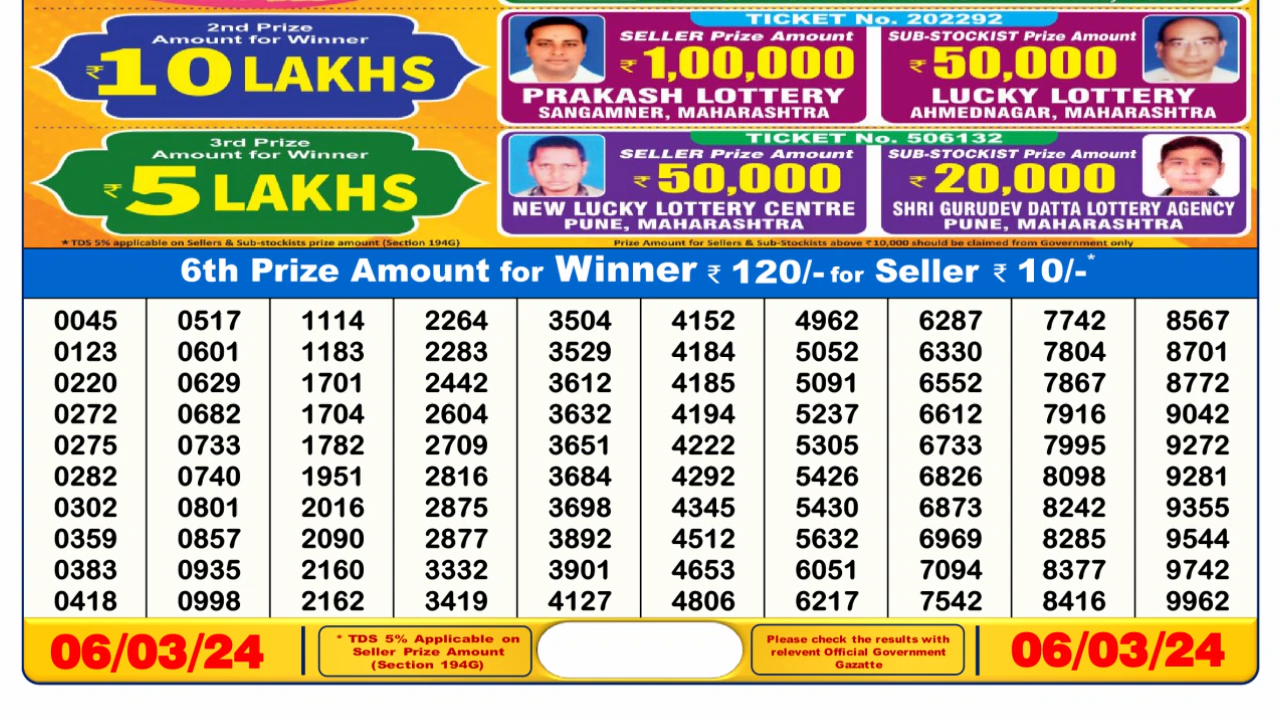 2nd Prize
Amount for Winner
₹10 LAKHS
TICKET No. 202292
SELLER Prize Amount
₹ 1,00,000
PRAKASH LOTTERY
SANGAMNER, MAHARASHTRA
SUB-STOCKIST Prize Amount
₹ 50,000
LUCKY LOTTERY
AHMEDNAGAR, MAHARASHTRA
3rd Prize
Amount for Winner
₹ 5 LAKHS
TICKET No. 506132
SELLER Prize Amount
₹ 50,000
NEW LUCKY LOTTERY CENTRE
PUNE, MAHARASHTRA
SUB-STOCKIST Prize Amount
₹ 20,000
SHRI GURUDEV DATTA LOTTERY AGENCY
PUNE, MAHARASHTRA
* TDS 5% applicable on Sellers & Sub-stockists prize amount (Section 194G)
Prize Amount for Sellers & Sub-Stockists above ₹10,000 should be claimed from Government only
6th Prize Amount for Winner ₹ 120/- for Seller ₹ 10/-*
0045 0517 1114 2264 3504 4152 4962 6287 7742 8567
0123 0601 1183 2283 3529 4184 5052 6330 7804 8701
0220 0629 1701 2442 3612 4185 5091 6552 7867 8772
0272 0682 1704 2604 3632 4194 5237 6612 7916 9042
0275 0733 1782 2709 3651 4222 5305 6733 7995 9272
0282 0740 1951 2816 3684 4292 5426 6826 8098 9281
0302 0801 2016 2875 3698 4345 5430 6873 8242 9355
0359 0857 2090 2877 3892 4512 5632 6969 8285 9544
0383 0935 2160 3332 3901 4653 6051 7094 8377 9742
0418 0998 2162 3419 4127 4806 6217 7542 8416 9962
06/03/24
* TDS 5% Applicable on
Seller Prize Amount
(Section 194G)
Please check the results with
relevent Official Government
Gazatte
06/03/24